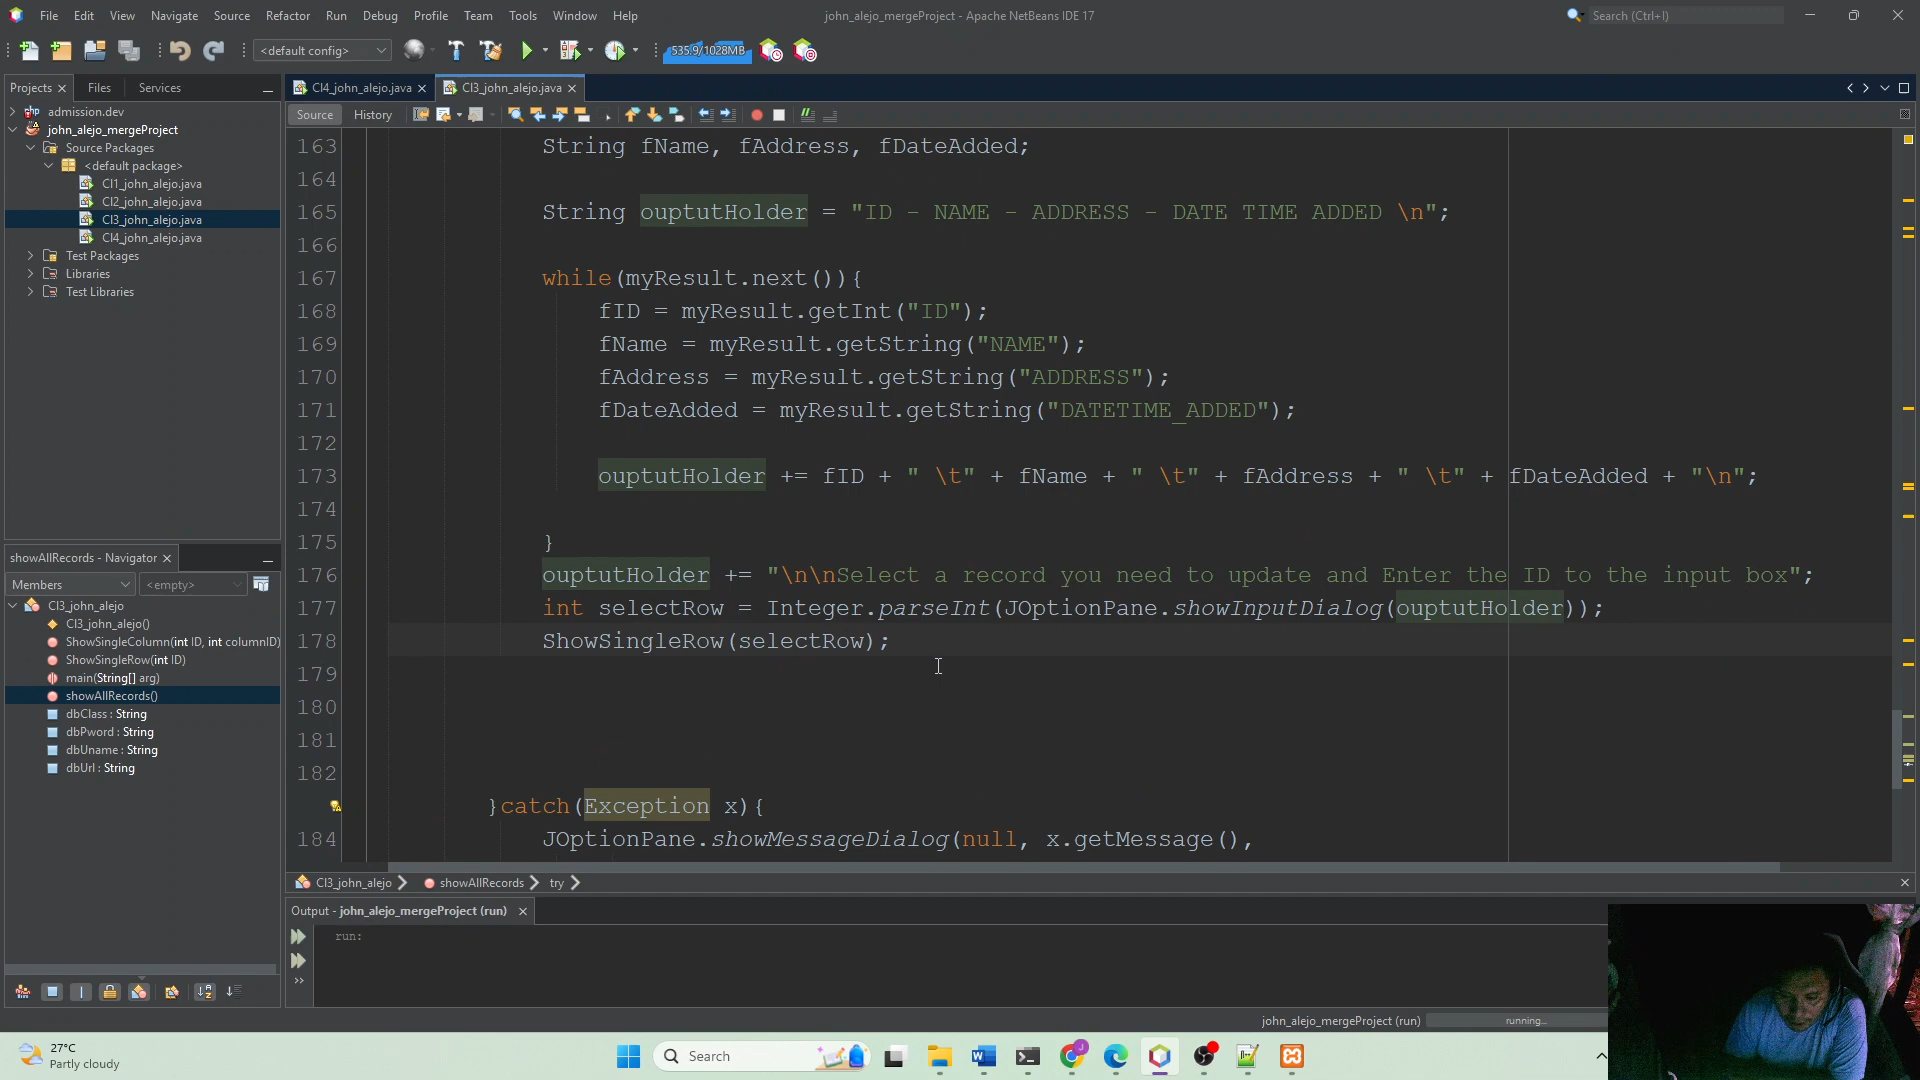 File Edit View Navigate Source Refactor Run Debug Profile Team Tools Window Help
john_alejo_mergeProject - Apache NetBeans IDE 17
Search (Ctrl+I)
<default config>
535.9/1028MB
Projects
Files
Services
CI4_john_alejo.java
CI3_john_alejo.java
Source
History
admission.dev
john_alejo_mergeProject
Source Packages
<default package>
CI1_john_alejo.java
CI2_john_alejo.java
CI3_john_alejo.java
CI4_john_alejo.java
Test Packages
Libraries
Test Libraries
163 String fName, fAddress, fDateAdded;
164
165 String ouptutHolder = "ID - NAME - ADDRESS - DATE TIME ADDED \n";
166
167 while(myResult.next()){
168 fID = myResult.getInt("ID");
169 fName = myResult.getString("NAME");
170 fAddress = myResult.getString("ADDRESS");
171 fDateAdded = myResult.getString("DATETIME_ADDED");
172
173 ouptutHolder += fID + " \t" + fName + " \t" + fAddress + " \t" + fDateAdded + "\n";
174
175 }
176 ouptutHolder += "\n\nSelect a record you need to update and Enter the ID to the input box";
177 int selectRow = Integer.parseInt(JOptionPane.showInputDialog(ouptutHolder));
178 ShowSingleRow(selectRow);
179
180
181
182
}catch(Exception x){
184 JOptionPane.showMessageDialog(null, x.getMessage(),
showAllRecords - Navigator
Members
<empty>
CI3_john_alejo
CI3_john_alejo()
ShowSingleColumn(int ID, int columnID)
ShowSingleRow(int ID)
main(String[] arg)
showAllRecords()
dbClass : String
dbPword : String
dbUname : String
dbUrl : String
CI3_john_alejo
showAllRecords
try
Output - john_alejo_mergeProject (run)
run:
john_alejo_mergeProject (run)
running...
27°C
Partly cloudy
Search